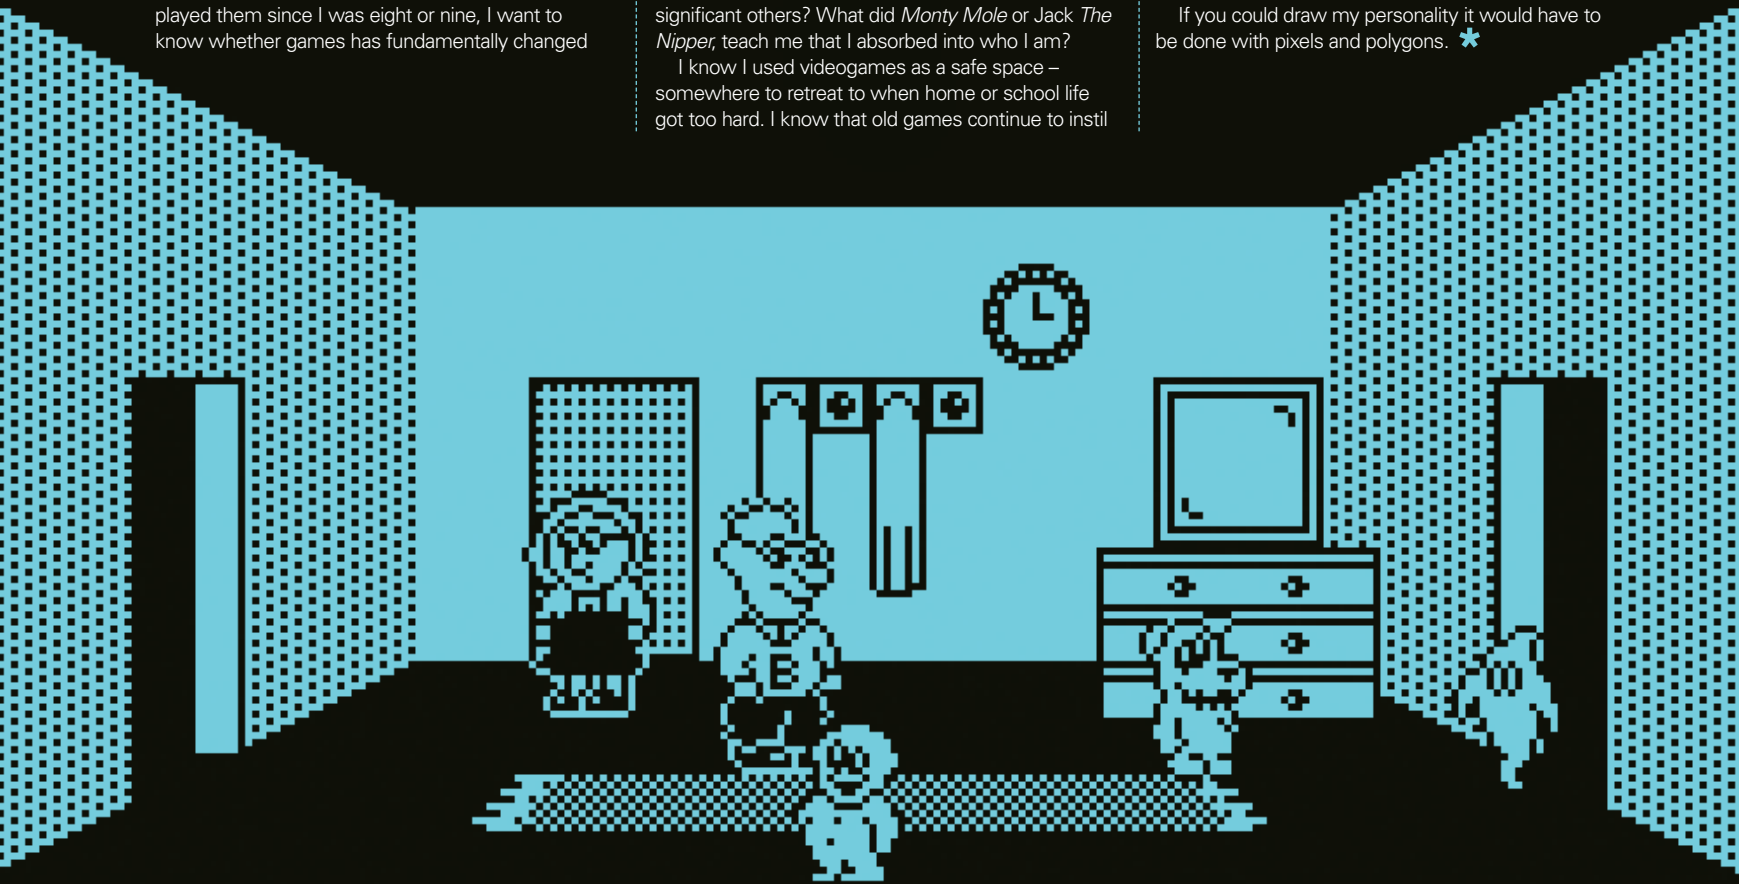 played them since I was eight or nine, I want to
know whether games has fundamentally changed
significant others? What did Monty Mole or Jack The
Nipper, teach me that I absorbed into who I am?
I know I used videogames as a safe space –
somewhere to retreat to when home or school life
got too hard. I know that old games continue to instil
If you could draw my personality it would have to
be done with pixels and polygons. *
E